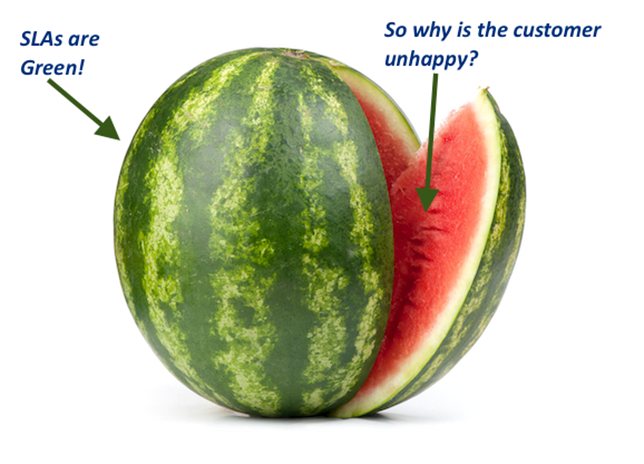 SLAs are
Green!
So why is the customer
unhappy?